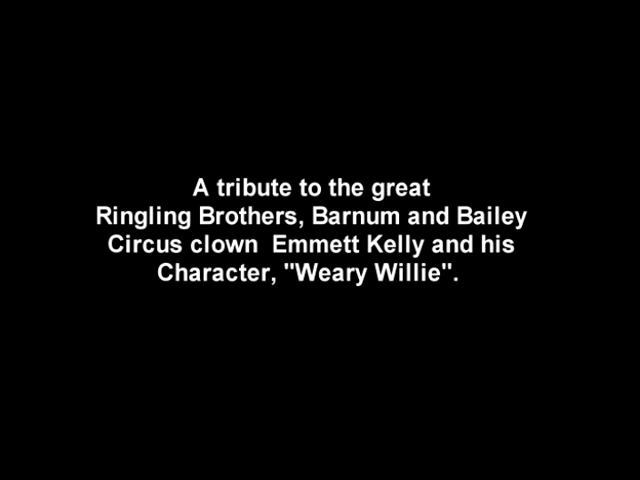 A tribute to the great
Ringling Brothers, Barnum and Bailey
Circus clown  Emmett Kelly and his
Character, "Weary Willie".